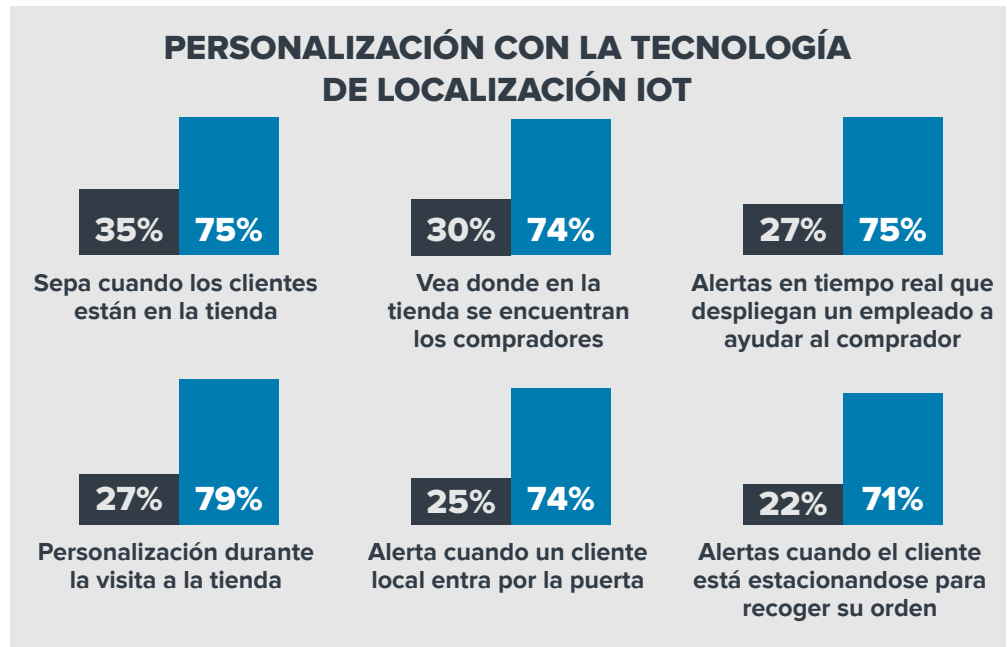 PERSONALIZACIÓN CON LA TECNOLOGÍA
DE LOCALIZACIÓN IOT
35% 75%
Sepa cuando los clientes
están en la tienda
30% 74%
Vea donde en la
tienda se encuentran
los compradores
27% 75%
Alertas en tiempo real que
despliegan un empleado a
ayudar al comprador
27% 79%
Personalización durante
la visita a la tienda
25% 74%
Alerta cuando un cliente
local entra por la puerta
22% 71%
Alertas cuando el cliente
está estacionandose para
recoger su orden